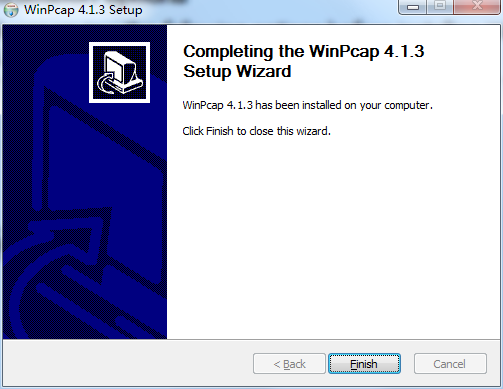 WinPcap 4.1.3 Setup
Completing the WinPcap 4.1.3
Setup Wizard
WinPcap 4.1.3 has been installed on your computer.
Click Finish to close this wizard.
< Back
Finish
Cancel